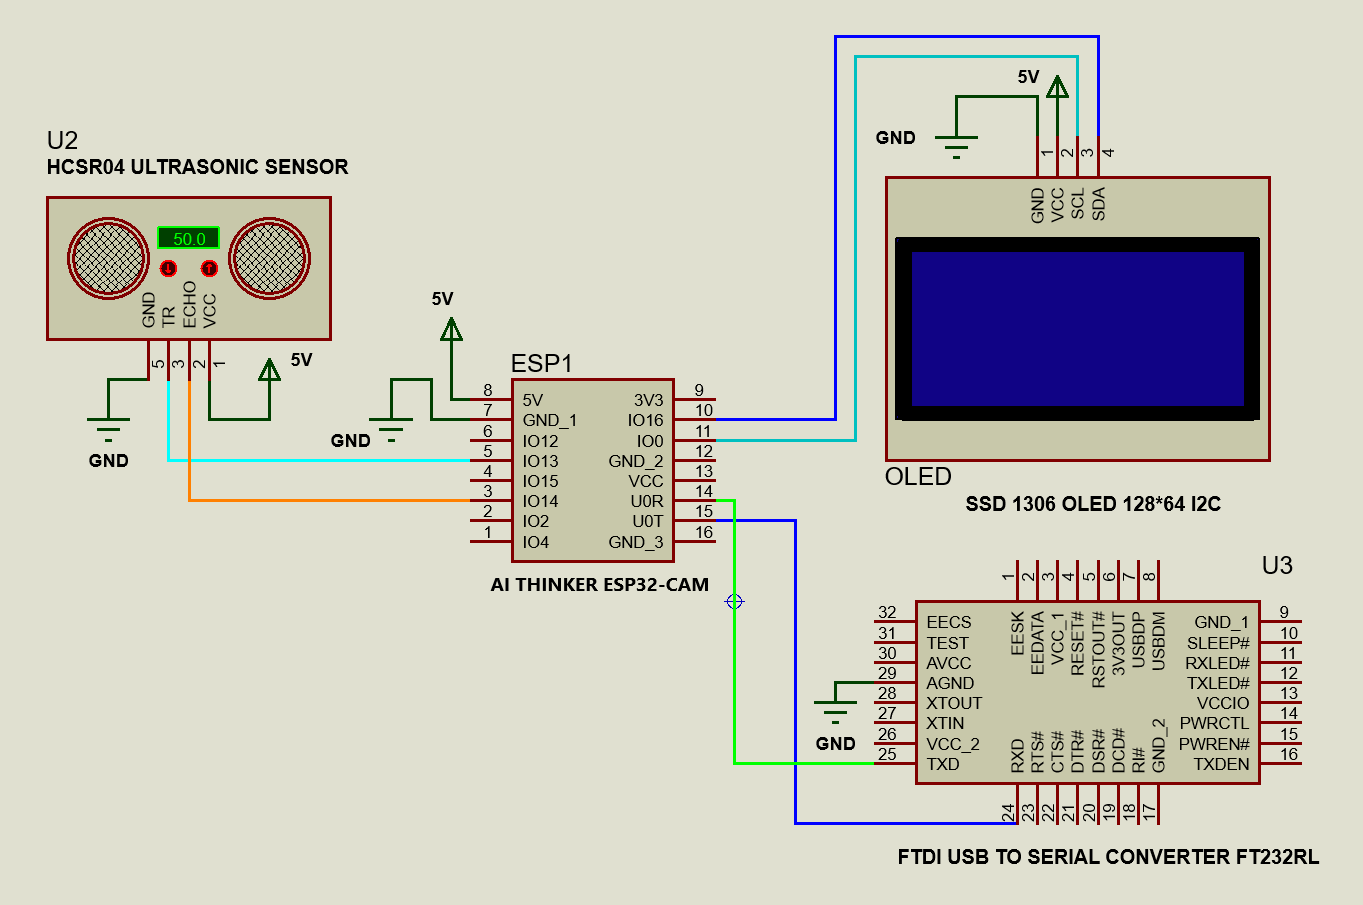 U2
HCSR04 ULTRASONIC SENSOR
50.0
GND
TR
ECHO
VCC
5
3
2
1
5V
GND
5V
GND
ESP1
8 5V 3V3 9
7 GND_1 IO16 10
6 IO12 IO0 11
5 IO13 GND_2 12
4 IO15 VCC 13
3 IO14 U0R 14
2 IO2 U0T 15
1 IO4 GND_3 16
AI THINKER ESP32-CAM
5V
GND
1
2
3
4
GND
VCC
SCL
SDA
OLED
SSD 1306 OLED 128*64 I2C
U3
1
2
3
4
5
6
7
8
EESK
EEDATA
VCC_1
RESET#
RSTOUT#
3V3OUT
USBDP
USBDM
32 EECS GND_1 9
31 TEST SLEEP# 10
30 AVCC RXLED# 11
29 AGND TXLED# 12
28 XTOUT VCCIO 13
27 XTIN PWRCTL 14
26 VCC_2 PWREN# 15
25 TXD TXDEN 16
GND
RXD
RTS#
CTS#
DTR#
DSR#
DCD#
RI#
GND_2
24
23
22
21
20
19
18
17
FTDI USB TO SERIAL CONVERTER FT232RL